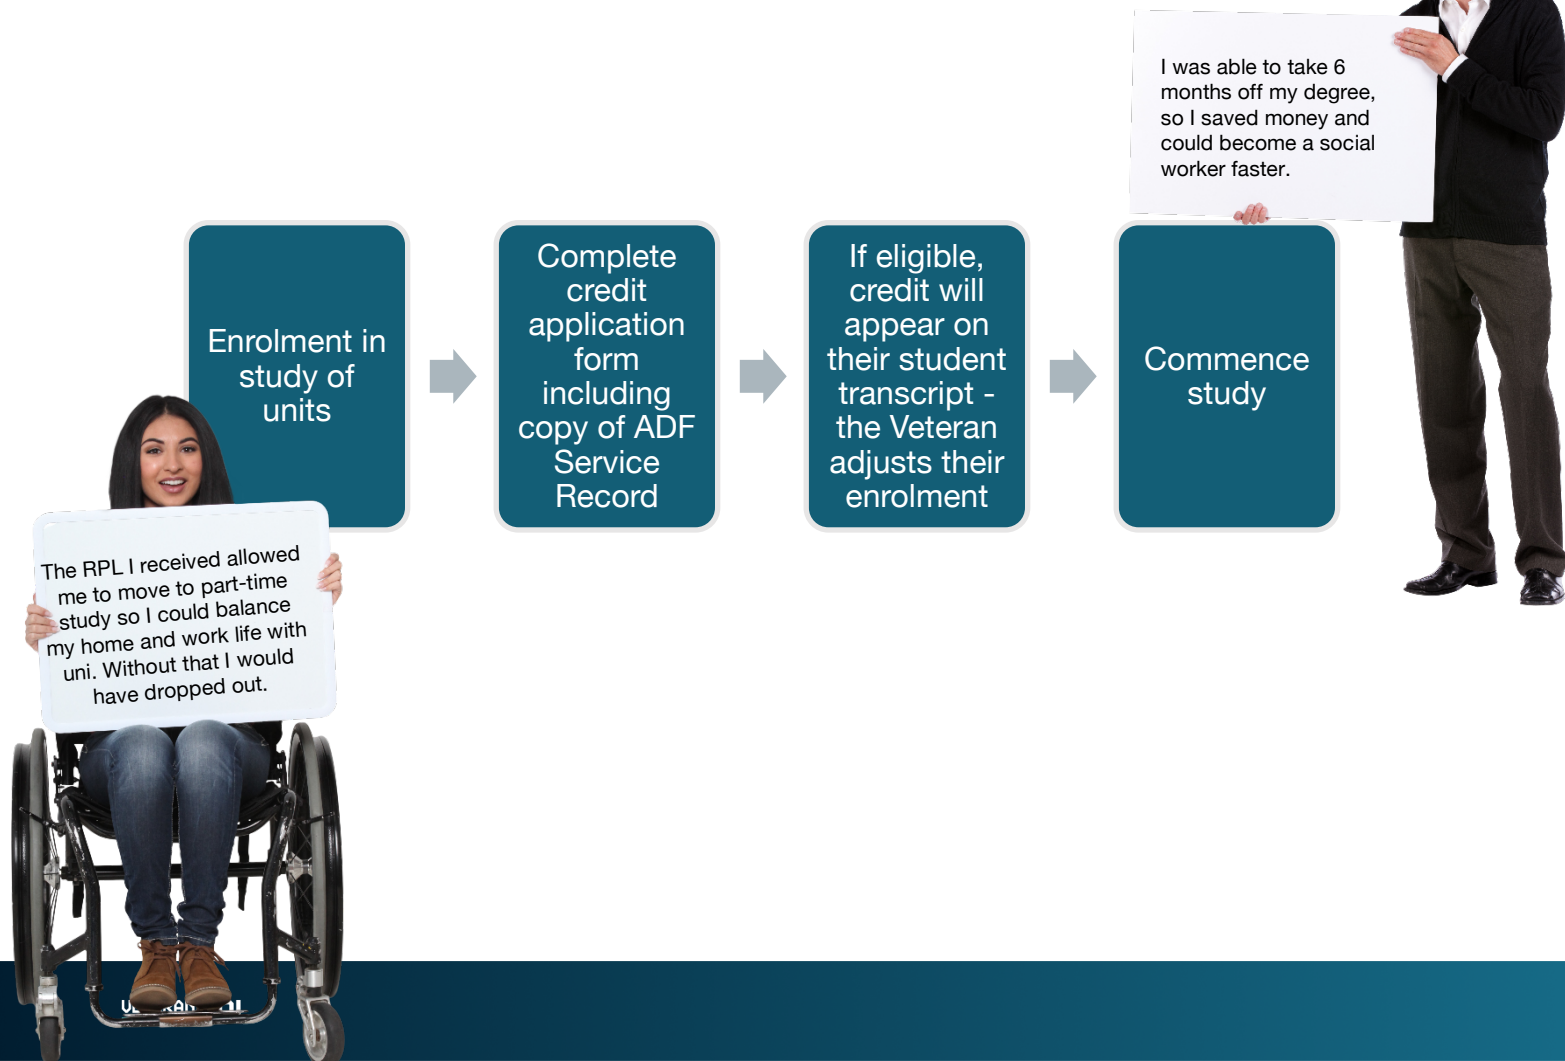 I was able to take 6
months off my degree,
so I saved money and
could become a social
worker faster.
Enrolment in
study of
units
Complete
credit
application
form
including
copy of ADF
Service
Record
If eligible,
credit will
appear on
their student
transcript -
the Veteran
adjusts their
enrolment
Commence
study
The RPL I received allowed
me to move to part-time
study so I could balance
my home and work life with
uni. Without that I would
have dropped out.